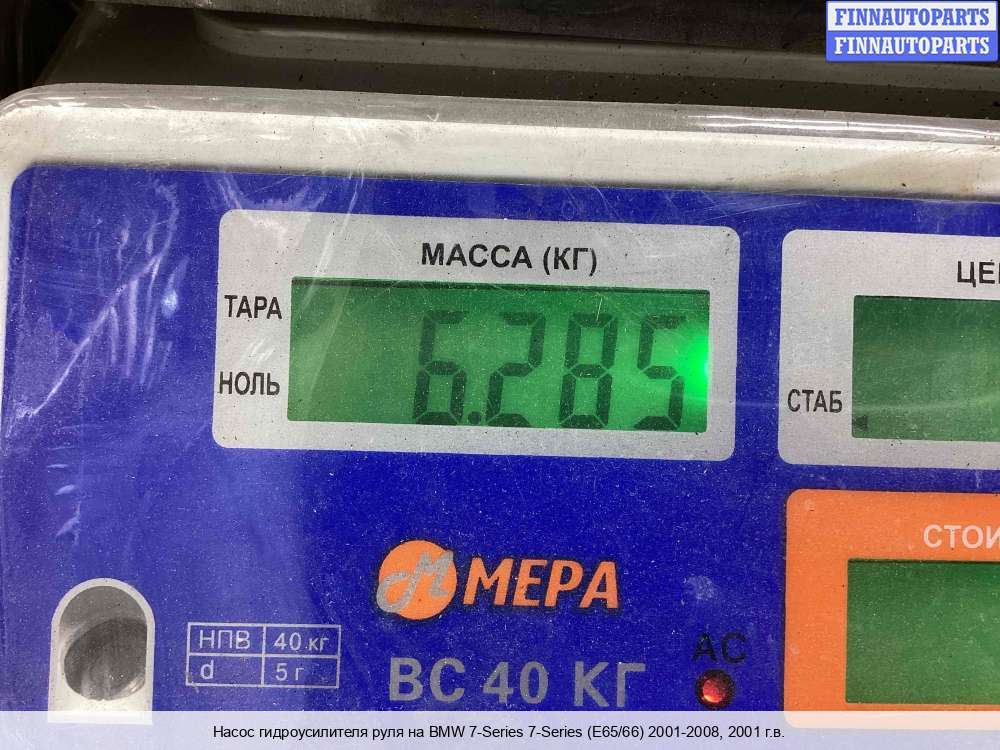 FINNAUTOPARTS
FINNAUTOPARTS
МАССА (КГ)
ТАРА
6.285
НОЛЬ
СТАБ
МЕРА
НПВ 40 кг
d 5 г
ВС 40 КГ
AC
Насос гидроусилителя руля на BMW 7-Series 7-Series (E65/66) 2001-2008, 2001 г.в.